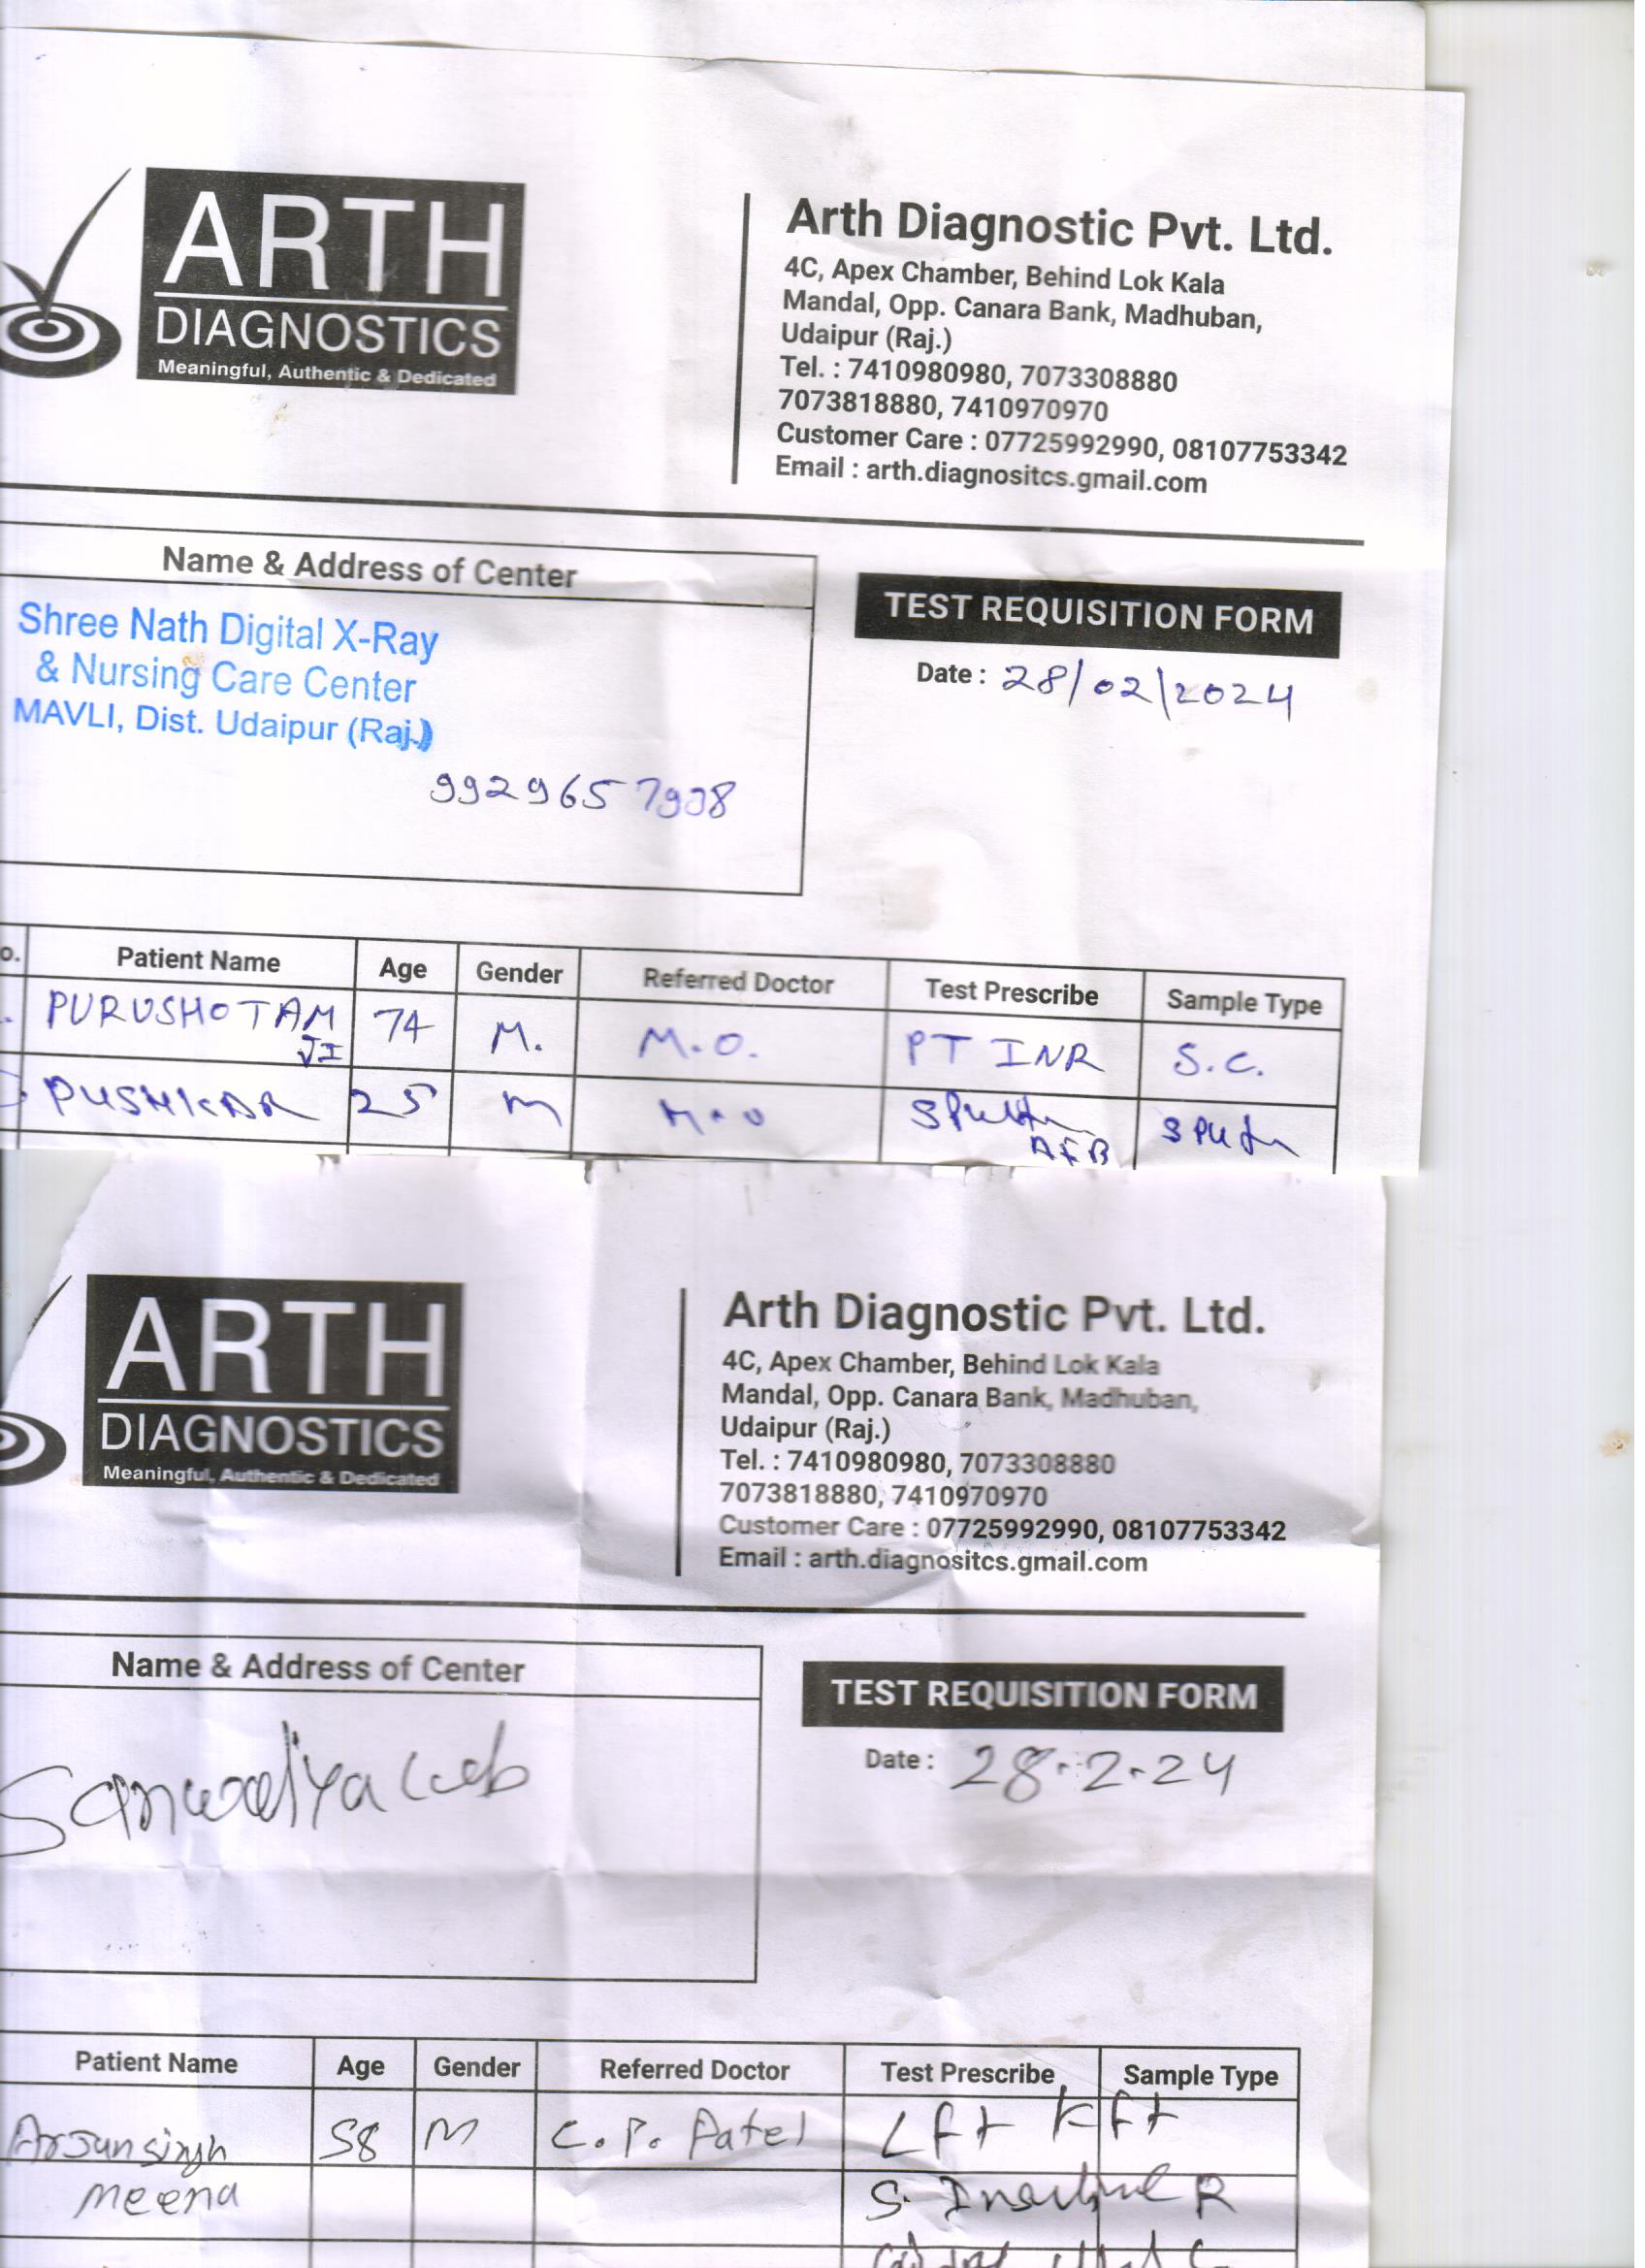 ARTH
DIAGNOSTICS
Meaningful, Authentic & Dedicated
Arth Diagnostic Pvt. Ltd.
4C, Apex Chamber, Behind Lok Kala
Mandal, Opp. Canara Bank, Madhuban,
Udaipur (Raj.)
Tel. : 7410980980, 7073308880
7073818880, 7410970970
Customer Care : 07725992990, 08107753342
Email : arth.diagnositcs.gmail.com
Name & Address of Center
Shree Nath Digital X-Ray
& Nursing Care Center
MAVLI, Dist. Udaipur (Raj.)
TEST REQUISITION FORM
Date : 28/02/2024
o. Patient Name Age Gender Referred Doctor Test Prescribe Sample Type
PURUSHOTAM JI 74 M. M.O. PT INR S.C.
PUSHKAR 25 M M.O AFB
ARTH
DIAGNOSTICS
Meaningful, Authentic & Dedicated
Arth Diagnostic Pvt. Ltd.
4C, Apex Chamber, Behind Lok Kala
Mandal, Opp. Canara Bank, Madhuban,
Udaipur (Raj.)
Tel. : 7410980980, 7073308880
7073818880, 7410970970
Customer Care : 07725992990, 08107753342
Email : arth.diagnositcs.gmail.com
Name & Address of Center
TEST REQUISITION FORM
Date : 28-2-24
Patient Name Age Gender Referred Doctor Test Prescribe Sample Type
Arjunsingh 58 M C.P. Patel Lft Kft
Meena S.